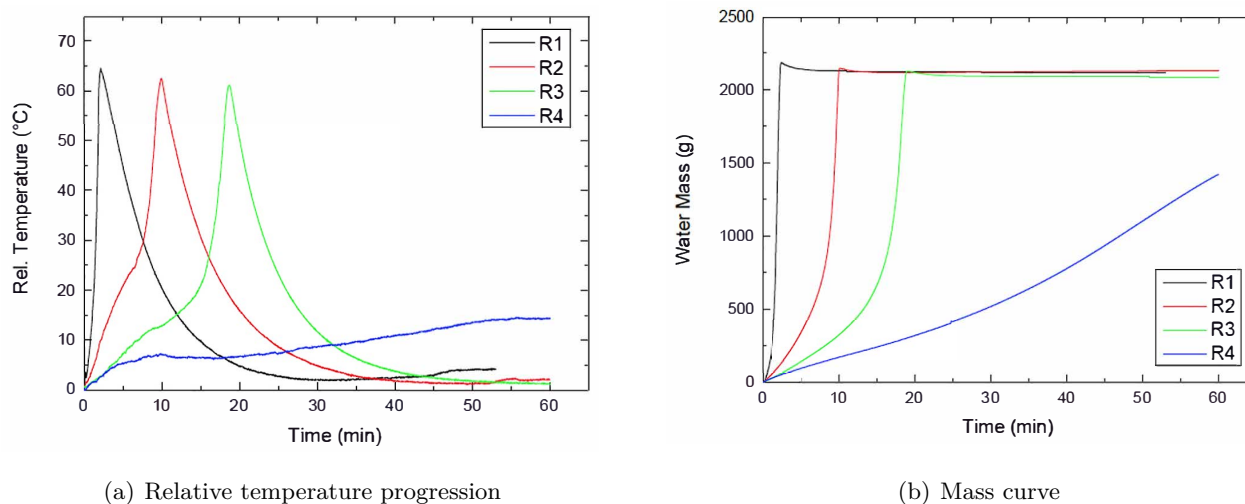 70
60
50
40
30
20
10
0
0 10 20 30 40 50 60
Rel. Temperature (°C)
Time (min)
R1
R2
R3
R4
(a) Relative temperature progression
2500
2000
1500
1000
500
0
0 10 20 30 40 50 60
Water Mass (g)
Time (min)
R1
R2
R3
R4
(b) Mass curve